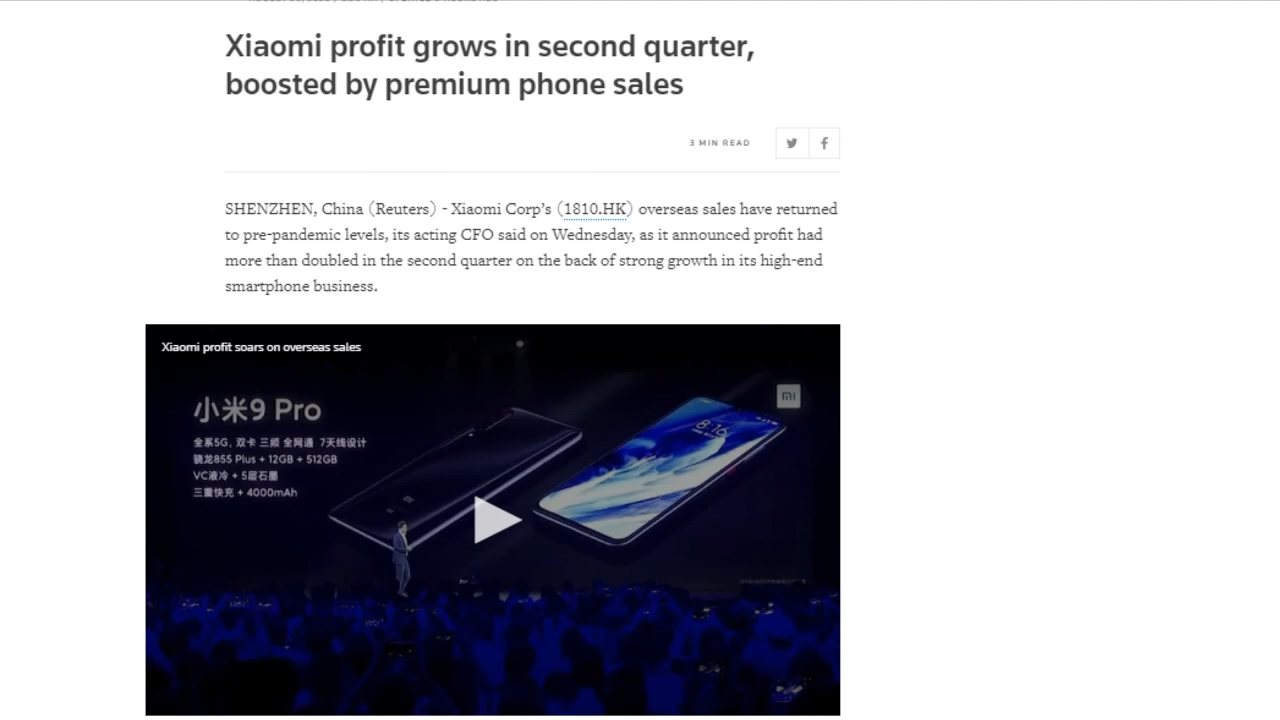 Xiaomi profit grows in second quarter,
boosted by premium phone sales
3 MIN READ
SHENZHEN, China (Reuters) - Xiaomi Corp's (1810.HK) overseas sales have returned
to pre-pandemic levels, its acting CFO said on Wednesday, as it announced profit had
more than doubled in the second quarter on the back of strong growth in its high-end
smartphone business.
Xiaomi profit soars on overseas sales
小米9 Pro
全系5G, 双卡 三频 全网通 7天线设计
骁龙855 Plus + 12GB + 512GB
VC液冷 + 5层石墨
三重快充 + 4000mAh
8:16